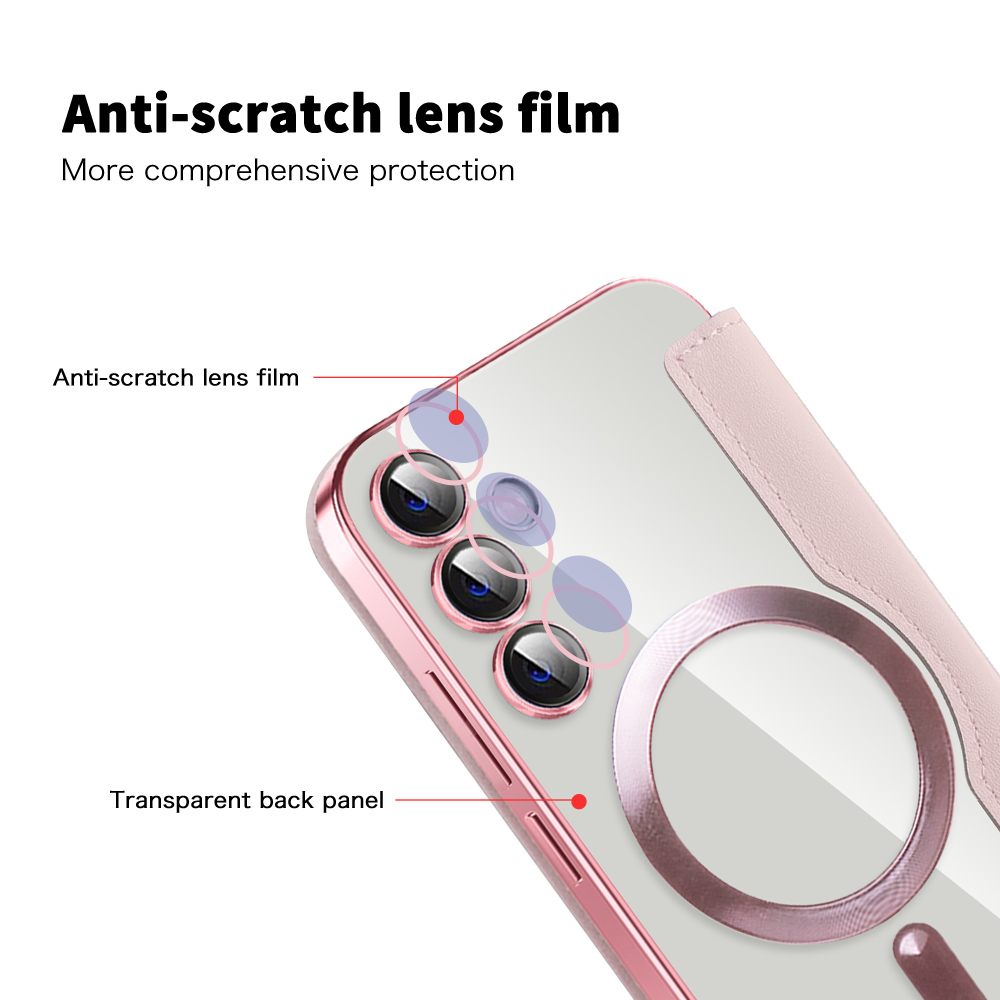 Anti-scratch lens film
More comprehensive protection
Anti-scratch lens film
Transparent back panel